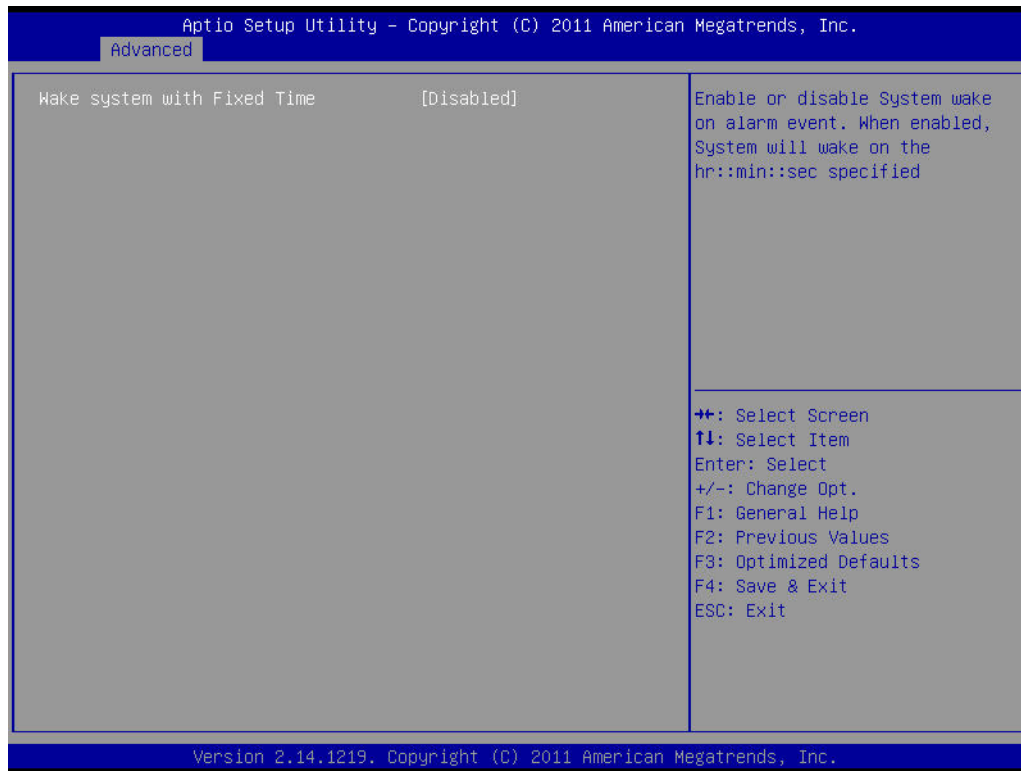 Aptio Setup Utility – Copyright (C) 2011 American Megatrends, Inc.
Advanced
Wake system with Fixed Time [Disabled]
Enable or disable System wake
on alarm event. When enabled,
System will wake on the
hr::min::sec specified
→←: Select Screen
↑↓: Select Item
Enter: Select
+/-: Change Opt.
F1: General Help
F2: Previous Values
F3: Optimized Defaults
F4: Save & Exit
ESC: Exit
Version 2.14.1219. Copyright (C) 2011 American Megatrends, Inc.